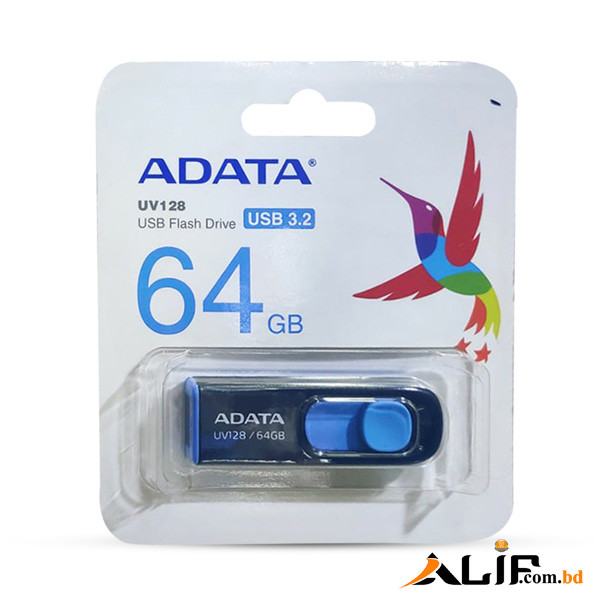 ADATA®
UV128
USB Flash Drive USB 3.2
64 GB
ADATA
UV128 / 64GB
ALIF.com.bd